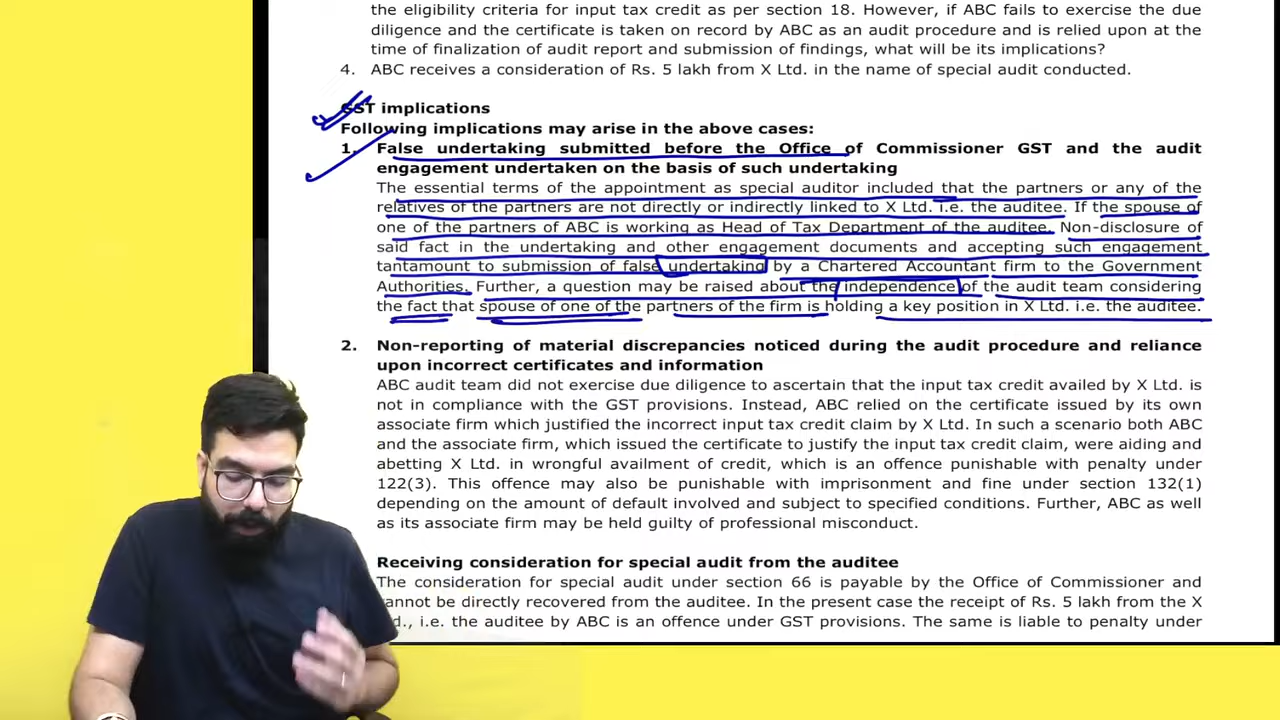 the eligibility criteria for input tax credit as per section 18. However, if ABC fails to exercise the due
diligence and the certificate is taken on record by ABC as an audit procedure and is relied upon at the
time of finalization of audit report and submission of findings, what will be its implications?
4. ABC receives a consideration of Rs. 5 lakh from X Ltd. in the name of special audit conducted.
GST implications
Following implications may arise in the above cases:
1. False undertaking submitted before the Office of Commissioner GST and the audit
engagement undertaken on the basis of such undertaking
The essential terms of the appointment as special auditor included that the partners or any of the
relatives of the partners are not directly or indirectly linked to X Ltd. i.e. the auditee. If the spouse of
one of the partners of ABC is working as Head of Tax Department of the auditee. Non-disclosure of
said fact in the undertaking and other engagement documents and accepting such engagement
tantamount to submission of false undertaking by a Chartered Accountant firm to the Government
Authorities. Further, a question may be raised about the independence of the audit team considering
the fact that spouse of one of the partners of the firm is holding a key position in X Ltd. i.e. the auditee.
2. Non-reporting of material discrepancies noticed during the audit procedure and reliance
upon incorrect certificates and information
ABC audit team did not exercise due diligence to ascertain that the input tax credit availed by X Ltd. is
not in compliance with the GST provisions. Instead, ABC relied on the certificate issued by its own
associate firm which justified the incorrect input tax credit claim by X Ltd. In such a scenario both ABC
and the associate firm, which issued the certificate to justify the input tax credit claim, were aiding and
abetting X Ltd. in wrongful availment of credit, which is an offence punishable with penalty under
122(3). This offence may also be punishable with imprisonment and fine under section 132(1)
depending on the amount of default involved and subject to specified conditions. Further, ABC as well
as its associate firm may be held guilty of professional misconduct.
Receiving consideration for special audit from the auditee
The consideration for special audit under section 66 is payable by the Office of Commissioner and
cannot be directly recovered from the auditee. In the present case the receipt of Rs. 5 lakh from the X
i.e. the auditee by ABC is an offence under GST provisions. The same is liable to penalty under